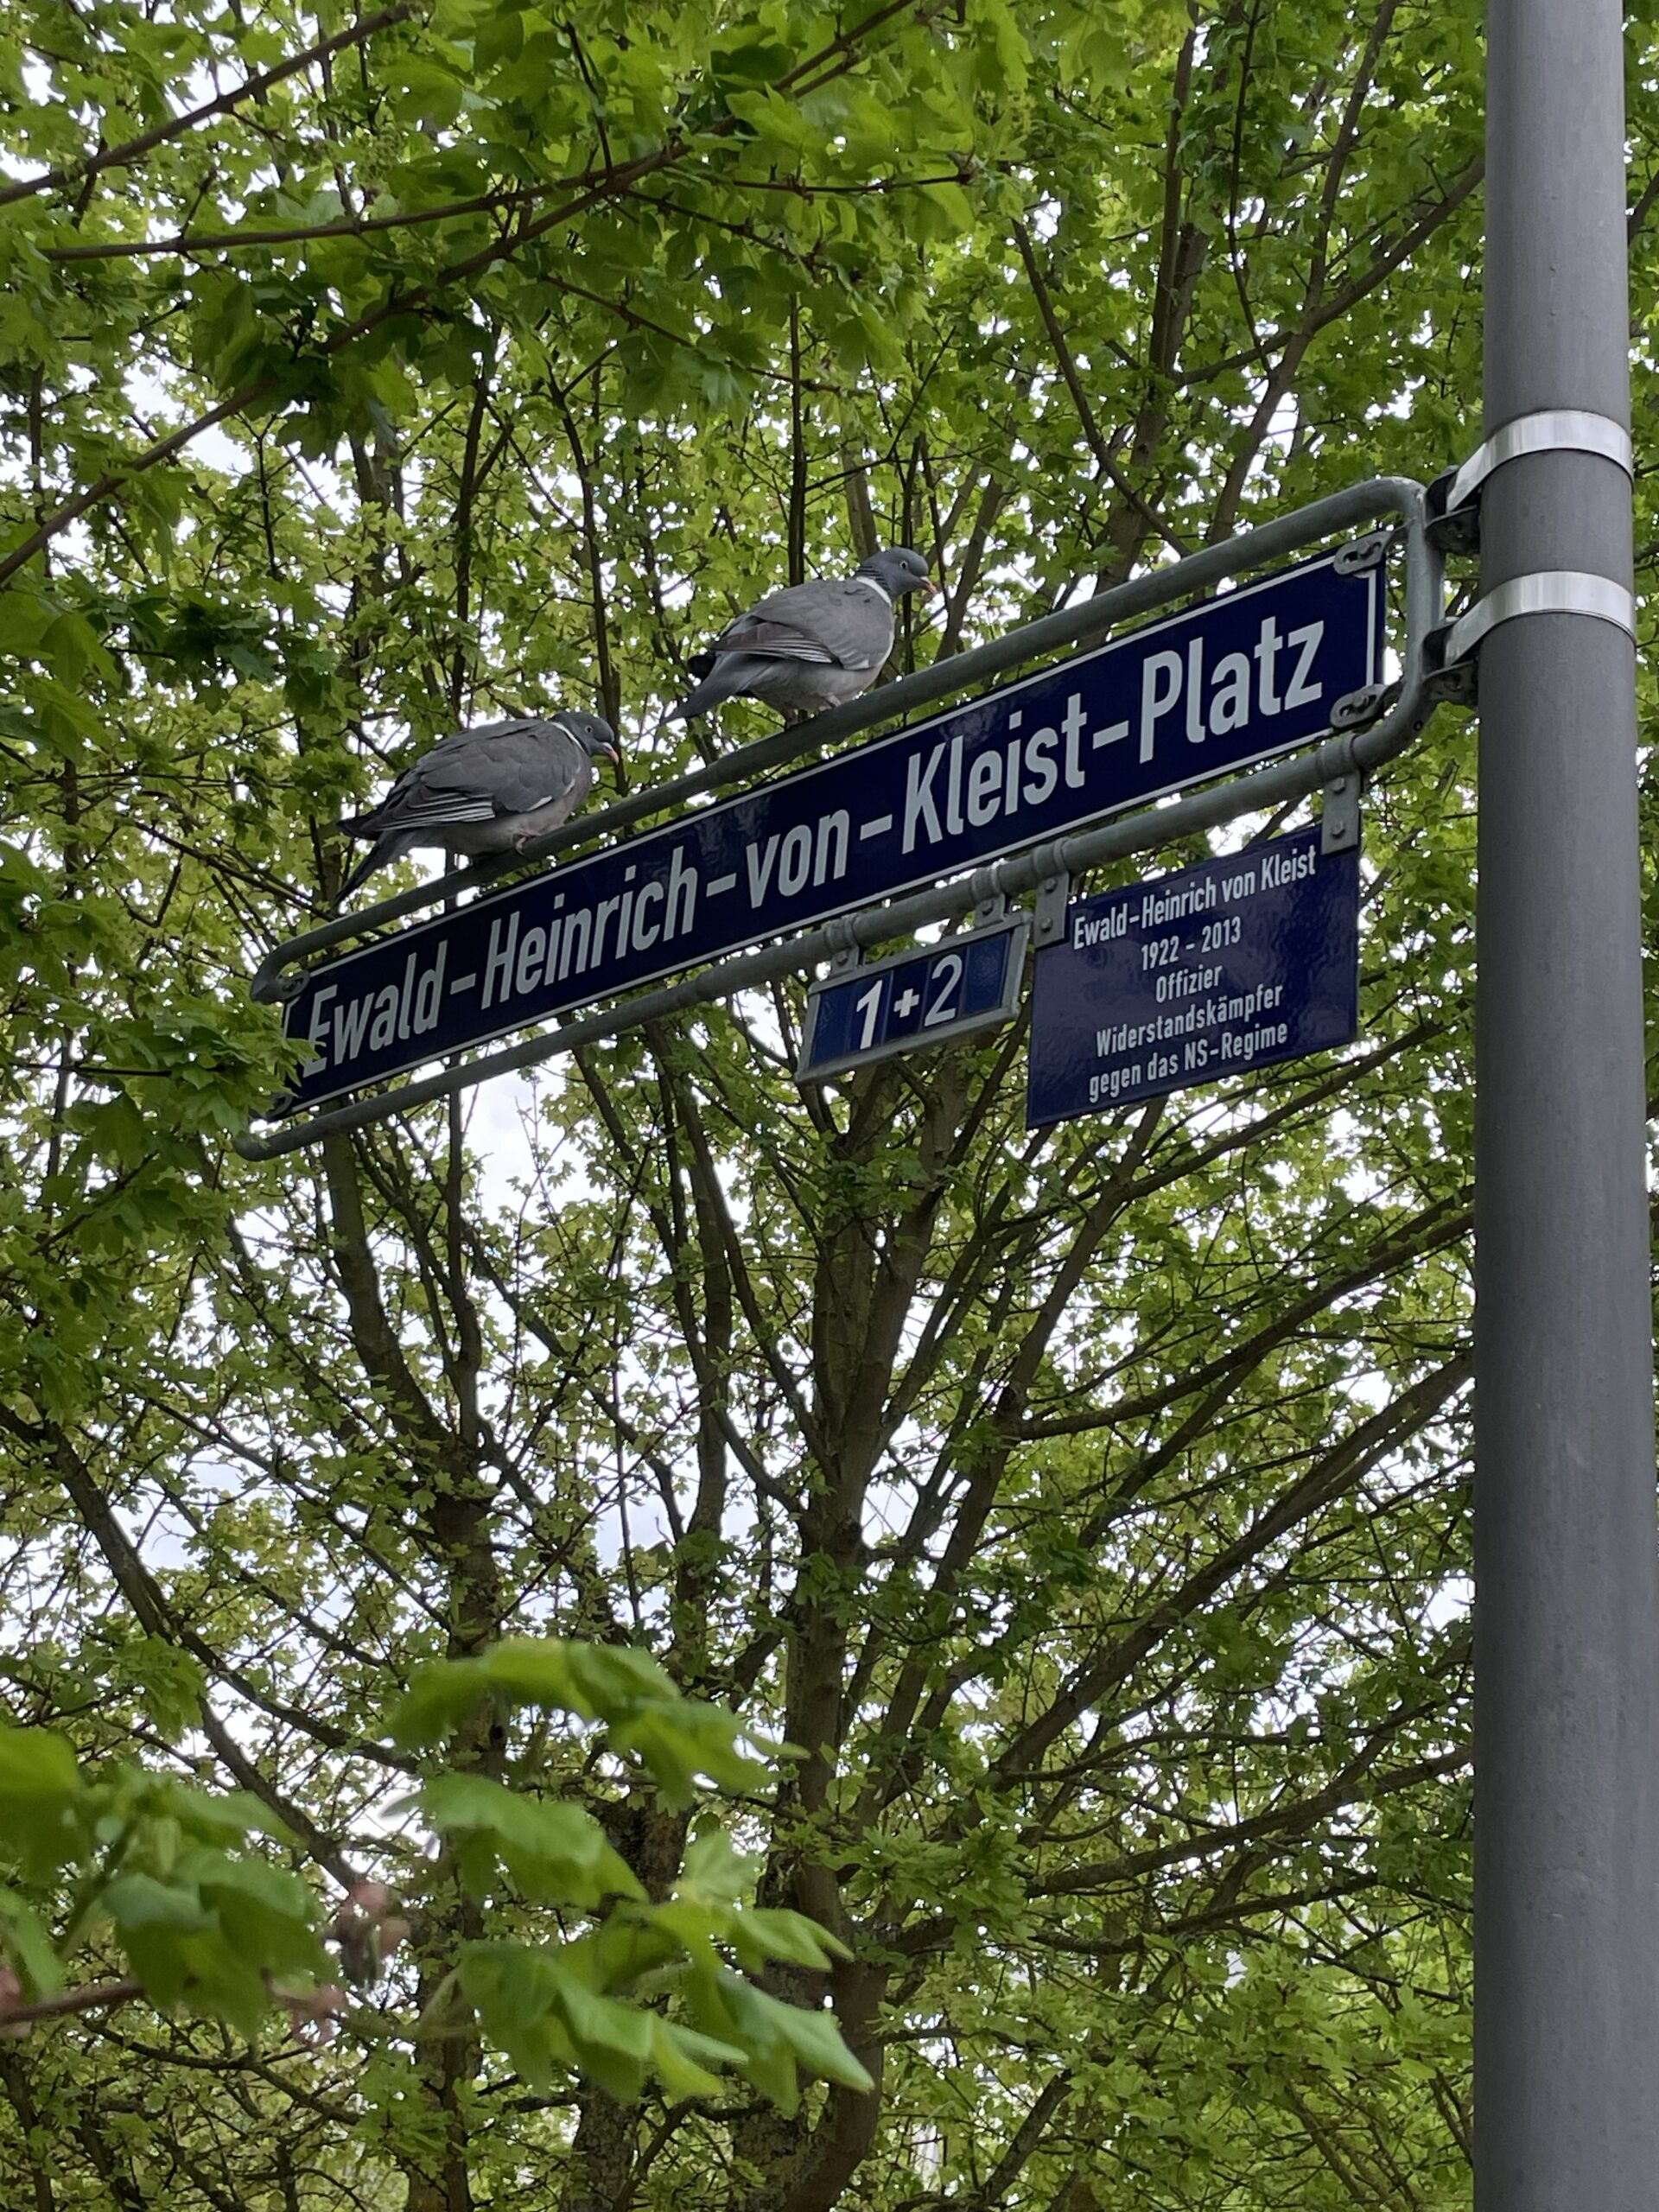 Ewald-Heinrich-von-Kleist-Platz
1+2
Ewald-Heinrich von Kleist
1922 - 2013
Offizier
Widerstandskämpfer
gegen das NS-Regime